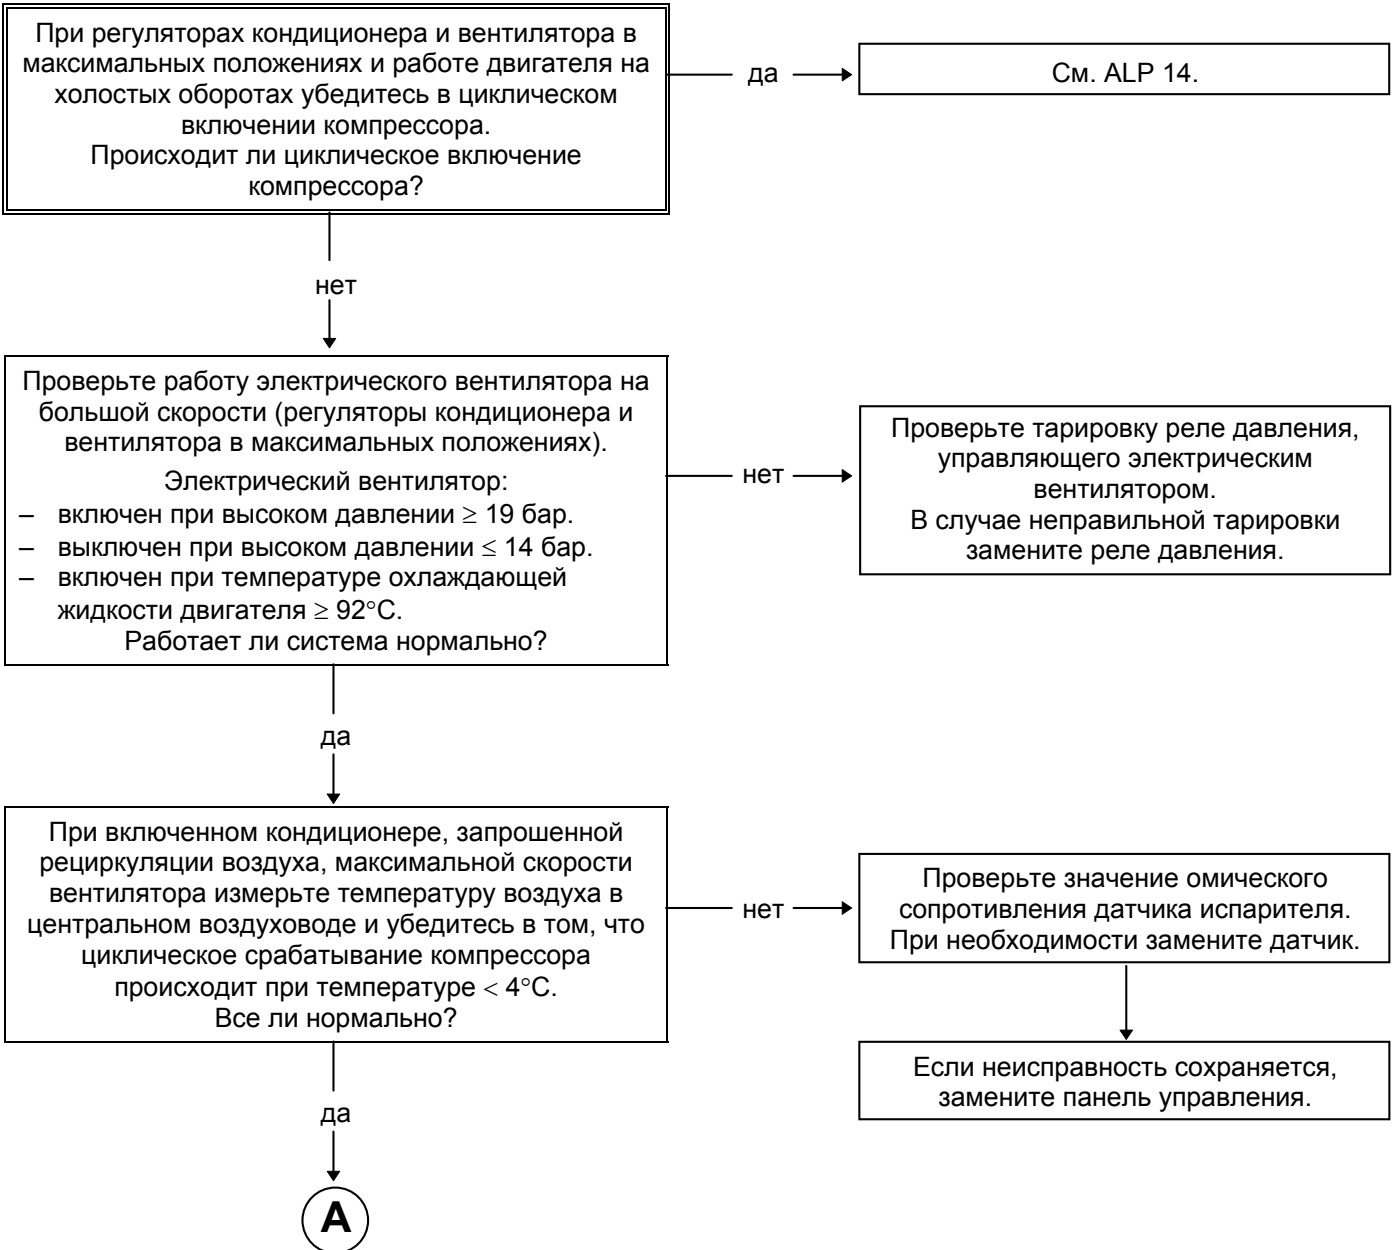 При регуляторах кондиционера и вентилятора в
максимальных положениях и работе двигателя на
холостых оборотах убедитесь в циклическом
включении компрессора.
Происходит ли циклическое включение
компрессора?
да
См. ALP 14.
нет
Проверьте работу электрического вентилятора на
большой скорости (регуляторы кондиционера и
вентилятора в максимальных положениях).
Электрический вентилятор:
– включен при высоком давлении ≥ 19 бар.
– выключен при высоком давлении ≤ 14 бар.
– включен при температуре охлаждающей
жидкости двигателя ≥ 92°C.
Работает ли система нормально?
нет
Проверьте тарировку реле давления,
управляющего электрическим
вентилятором.
В случае неправильной тарировки
замените реле давления.
да
При включенном кондиционере, запрошенной
рециркуляции воздуха, максимальной скорости
вентилятора измерьте температуру воздуха в
центральном воздуховоде и убедитесь в том, что
циклическое срабатывание компрессора
происходит при температуре < 4°C.
Все ли нормально?
нет
Проверьте значение омического
сопротивления датчика испарителя.
При необходимости замените датчик.
Если неисправность сохраняется,
замените панель управления.
да
A